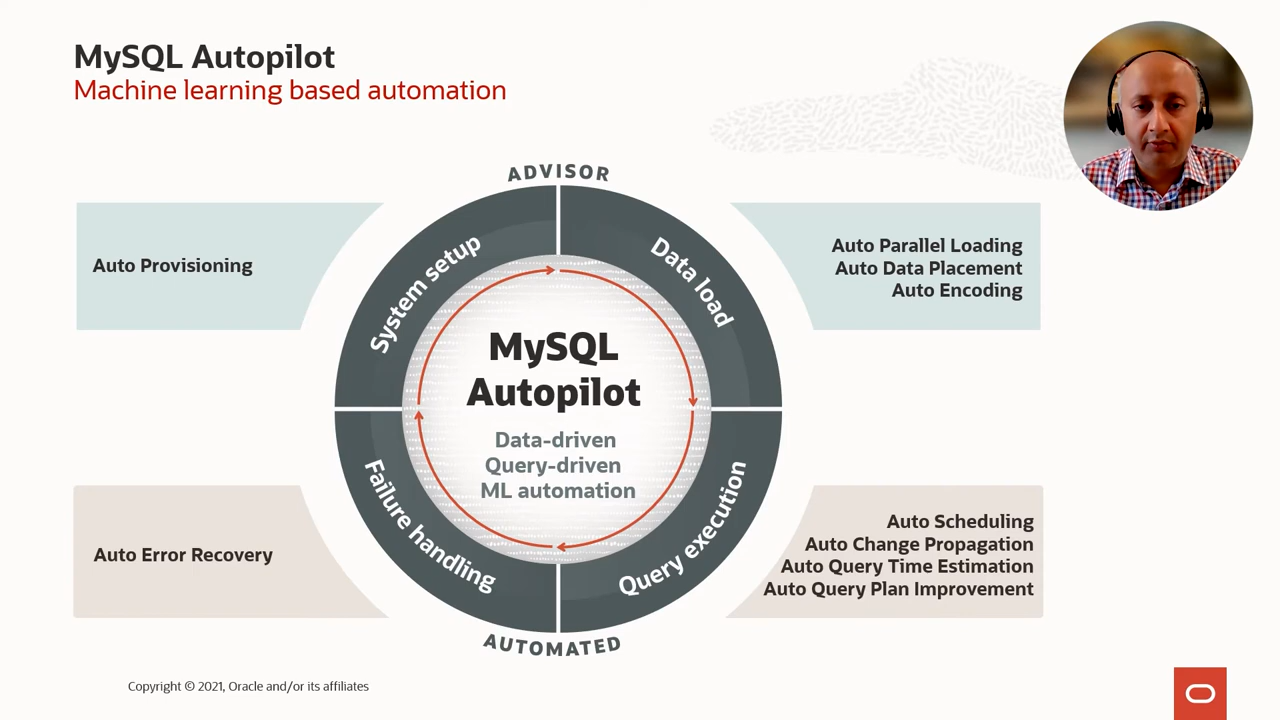 MySQL Autopilot
Machine learning based automation
ADVISOR
System setup
Data load
Auto Provisioning
Auto Parallel Loading
Auto Data Placement
Auto Encoding
MySQL
Autopilot
Data-driven
Query-driven
ML automation
Failure handling
Query execution
Auto Error Recovery
Auto Scheduling
Auto Change Propagation
Auto Query Time Estimation
Auto Query Plan Improvement
AUTOMATED
Copyright © 2021, Oracle and/or its affiliates